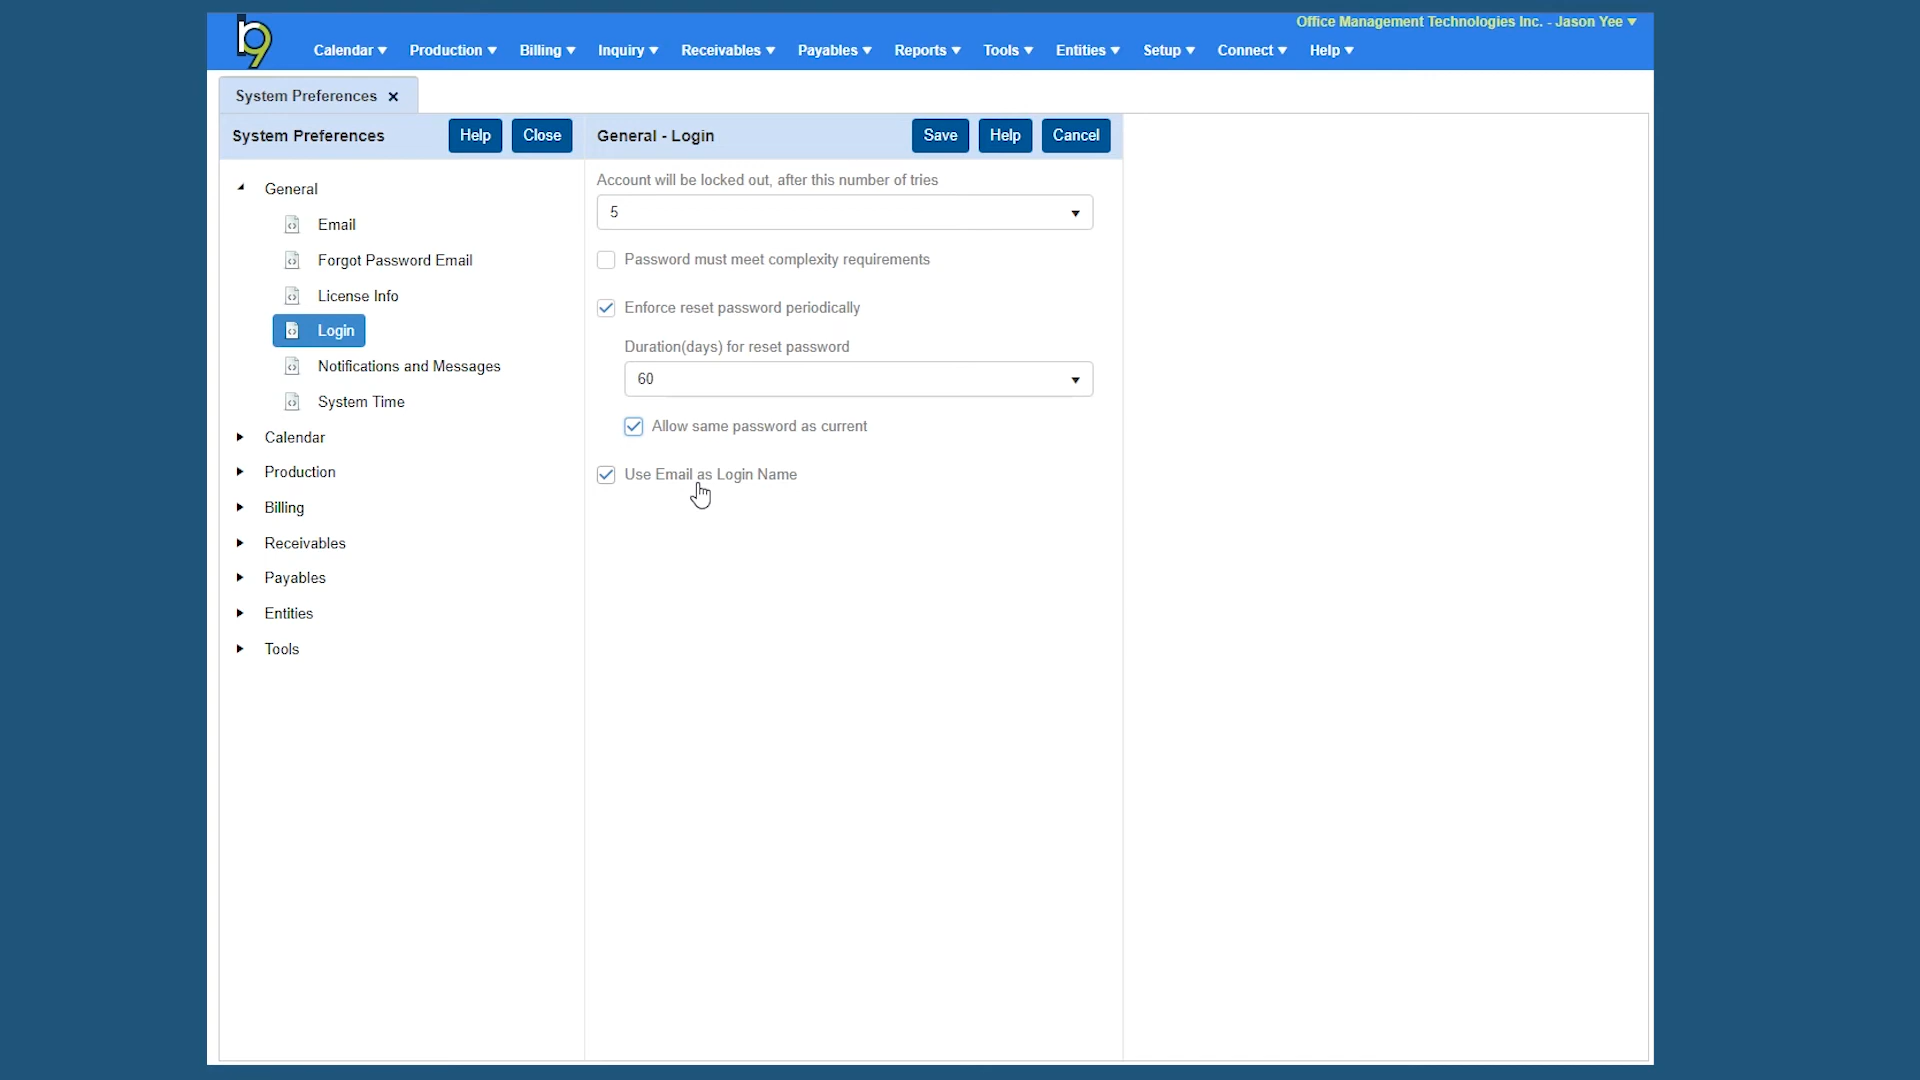 Office Management Technologies Inc. - Jason Yee
b9
Calendar Production Billing Inquiry Receivables Payables Reports Tools Entities Setup Connect Help
System Preferences
System Preferences Help Close
General - Login Save Help Cancel
General
Email
Forgot Password Email
License Info
Login
Notifications and Messages
System Time
Calendar
Production
Billing
Receivables
Payables
Entities
Tools
Account will be locked out, after this number of tries
5
Password must meet complexity requirements
Enforce reset password periodically
Duration(days) for reset password
60
Allow same password as current
Use Email as Login Name